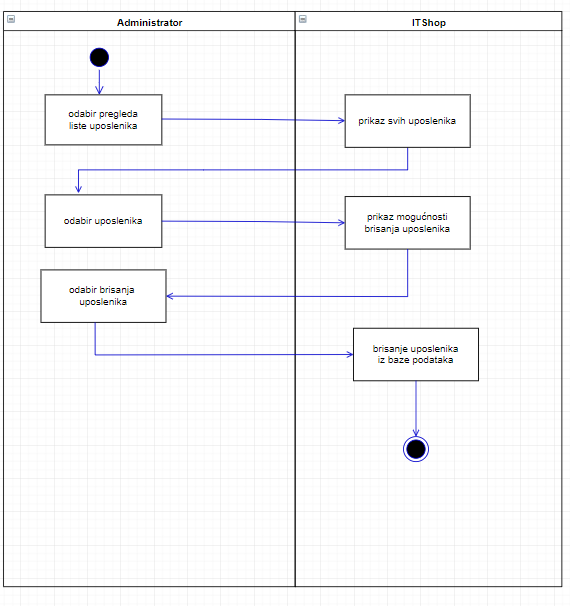 Administrator
ITShop
odabir pregleda
liste uposlenika
prikaz svih uposlenika
odabir uposlenika
prikaz mogućnosti
brisanja uposlenika
odabir brisanja
uposlenika
brisanje uposlenika
iz baze podataka